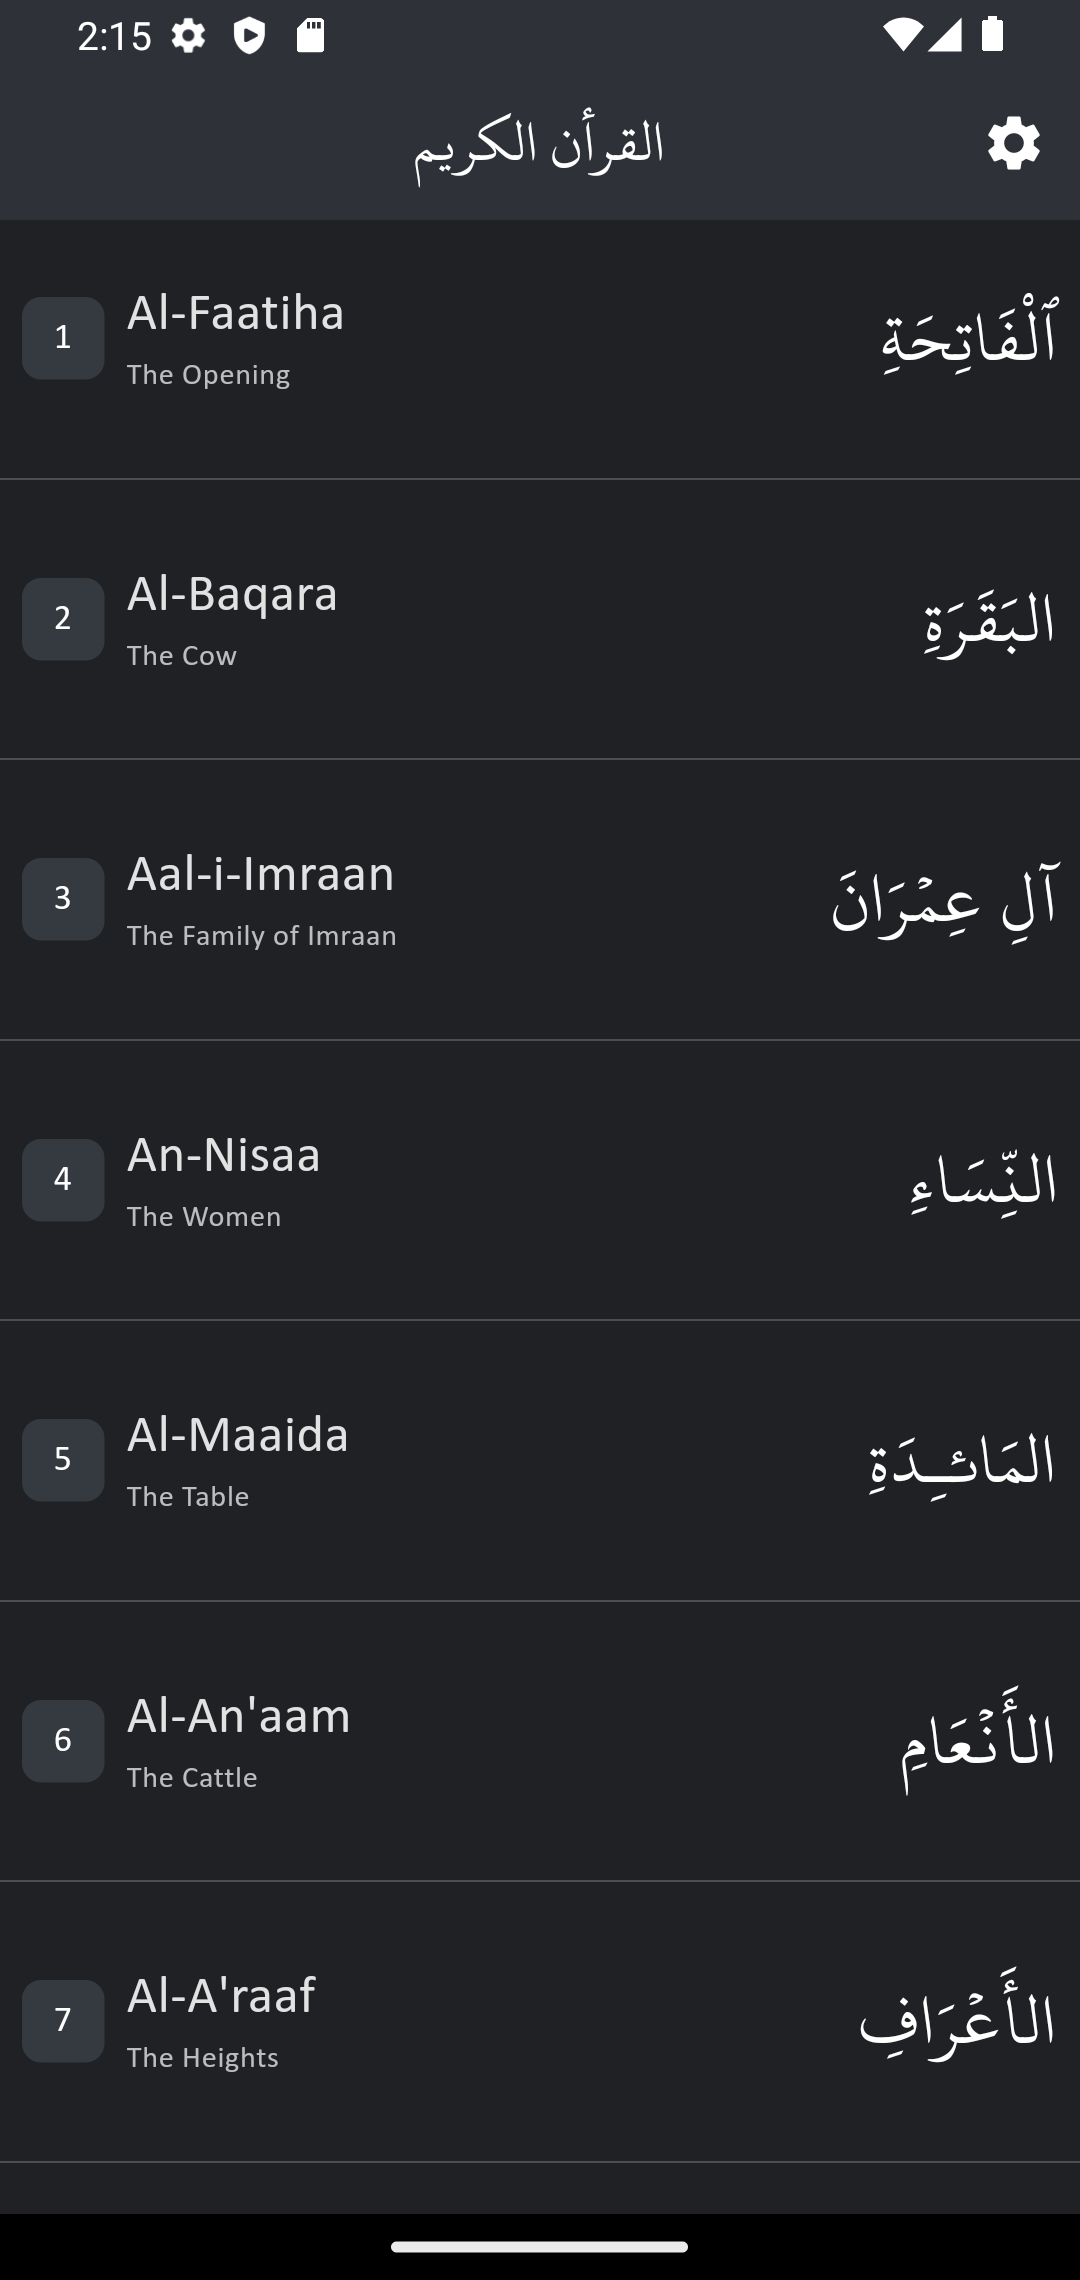 2:15
القرأن الكريم
1
Al-Faatiha
The Opening
ٱلْفَاتِحَةِ
2
Al-Baqara
The Cow
البَقَرَةِ
3
Aal-i-Imraan
The Family of Imraan
آلِ عِمۡرَانَ
4
An-Nisaa
The Women
النِّسَاءِ
5
Al-Maaida
The Table
المَائـِدَةِ
6
Al-An'aam
The Cattle
الأَنۡعَامِ
7
Al-A'raaf
The Heights
الأَعۡرَافِ